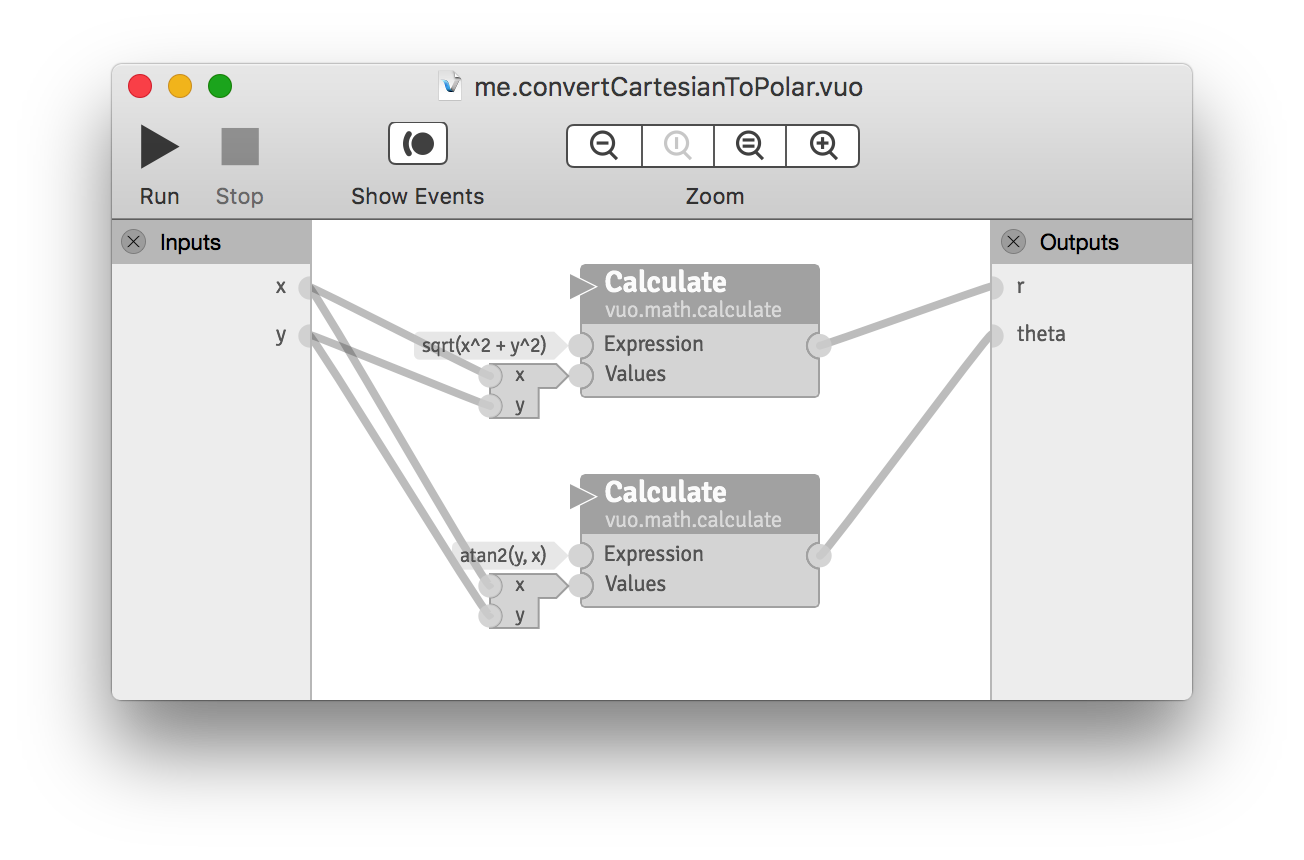 me.convertCartesianToPolar.vuo
Run
Stop
Show Events
Zoom
Inputs
Outputs
x
y
r
theta
Calculate
vuo.math.calculate
sqrt(x^2 + y^2)
Expression
x
Values
y
Calculate
vuo.math.calculate
atan2(y, x)
Expression
x
Values
y